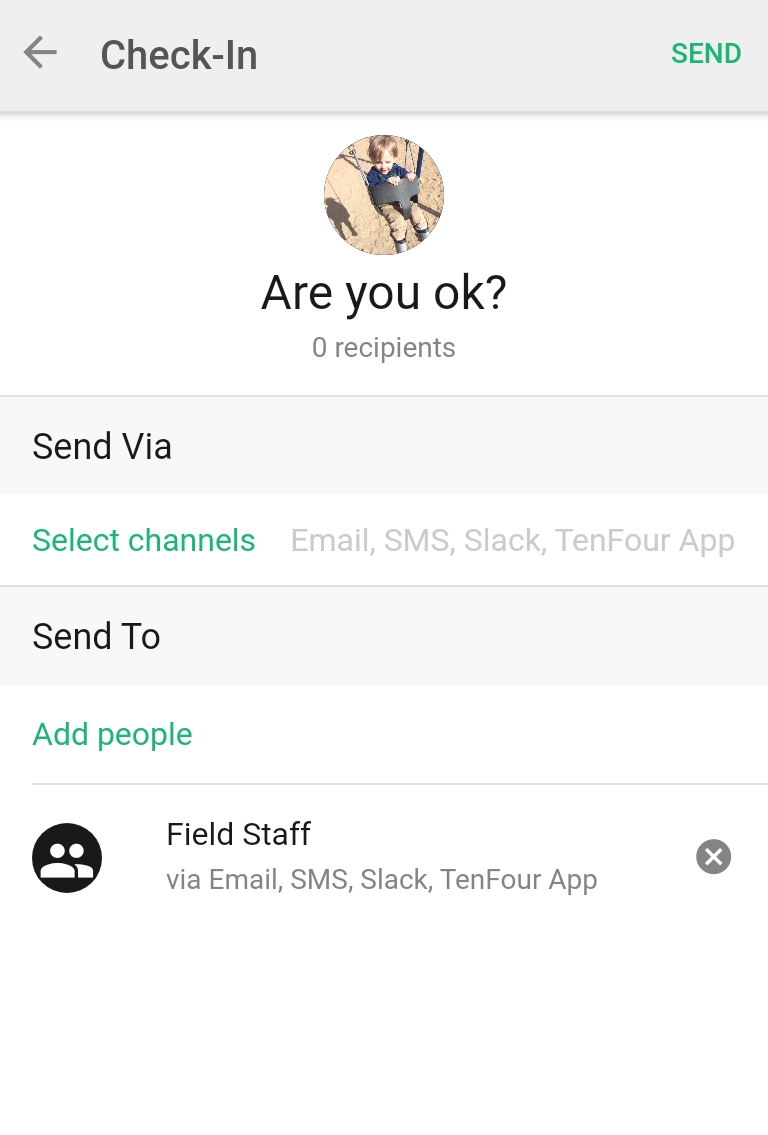 Check-In
SEND
Are you ok?
0 recipients
Send Via
Select channels Email, SMS, Slack, TenFour App
Send To
Add people
Field Staff
via Email, SMS, Slack, TenFour App